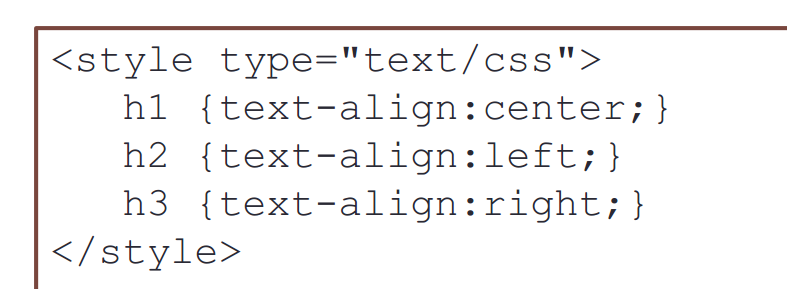 <style type="text/css">
h1 {text-align:center;}
h2 {text-align:left;}
h3 {text-align:right;}
</style>